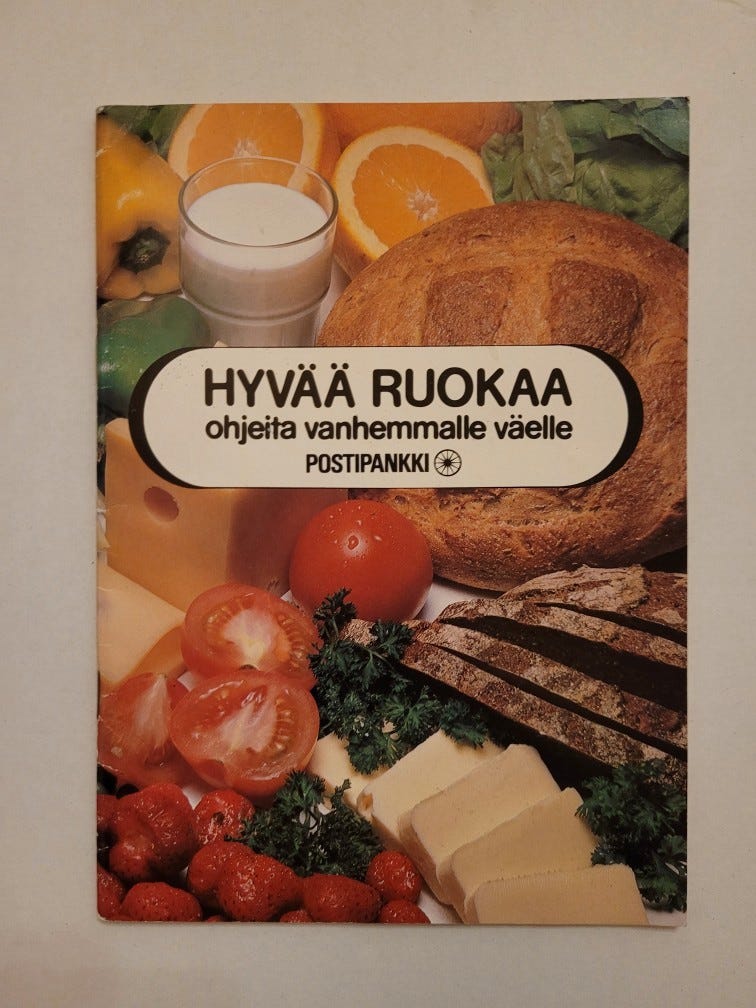 HYVÄÄ RUOKAA
ohjeita vanhemmalle väelle
POSTIPANKKI